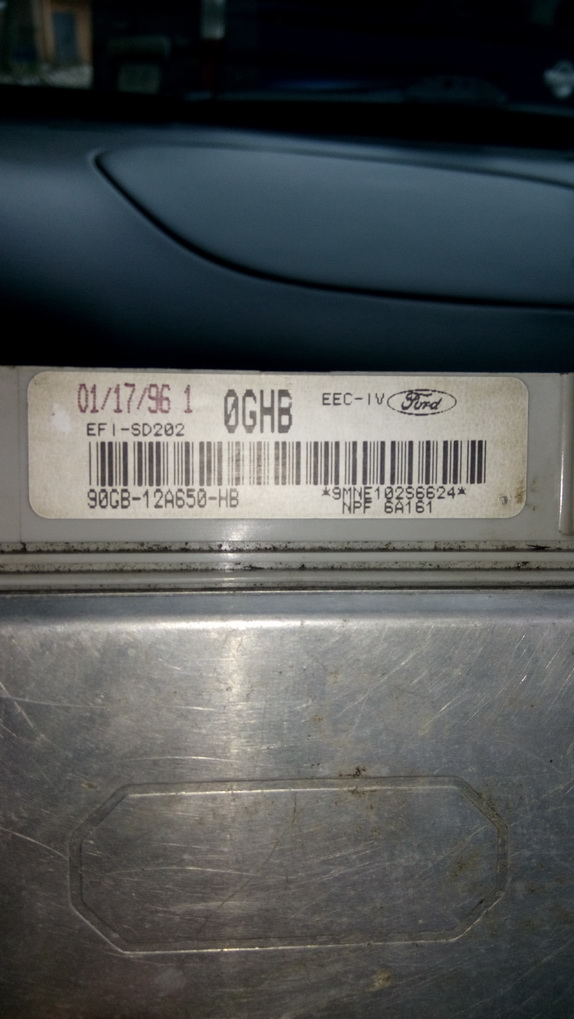 01/17/96 1
0GHB
EEC-IV Ford
EFI-SD202
90GB-12A650-HB
*9MNE102S6624*
NPF 6A161